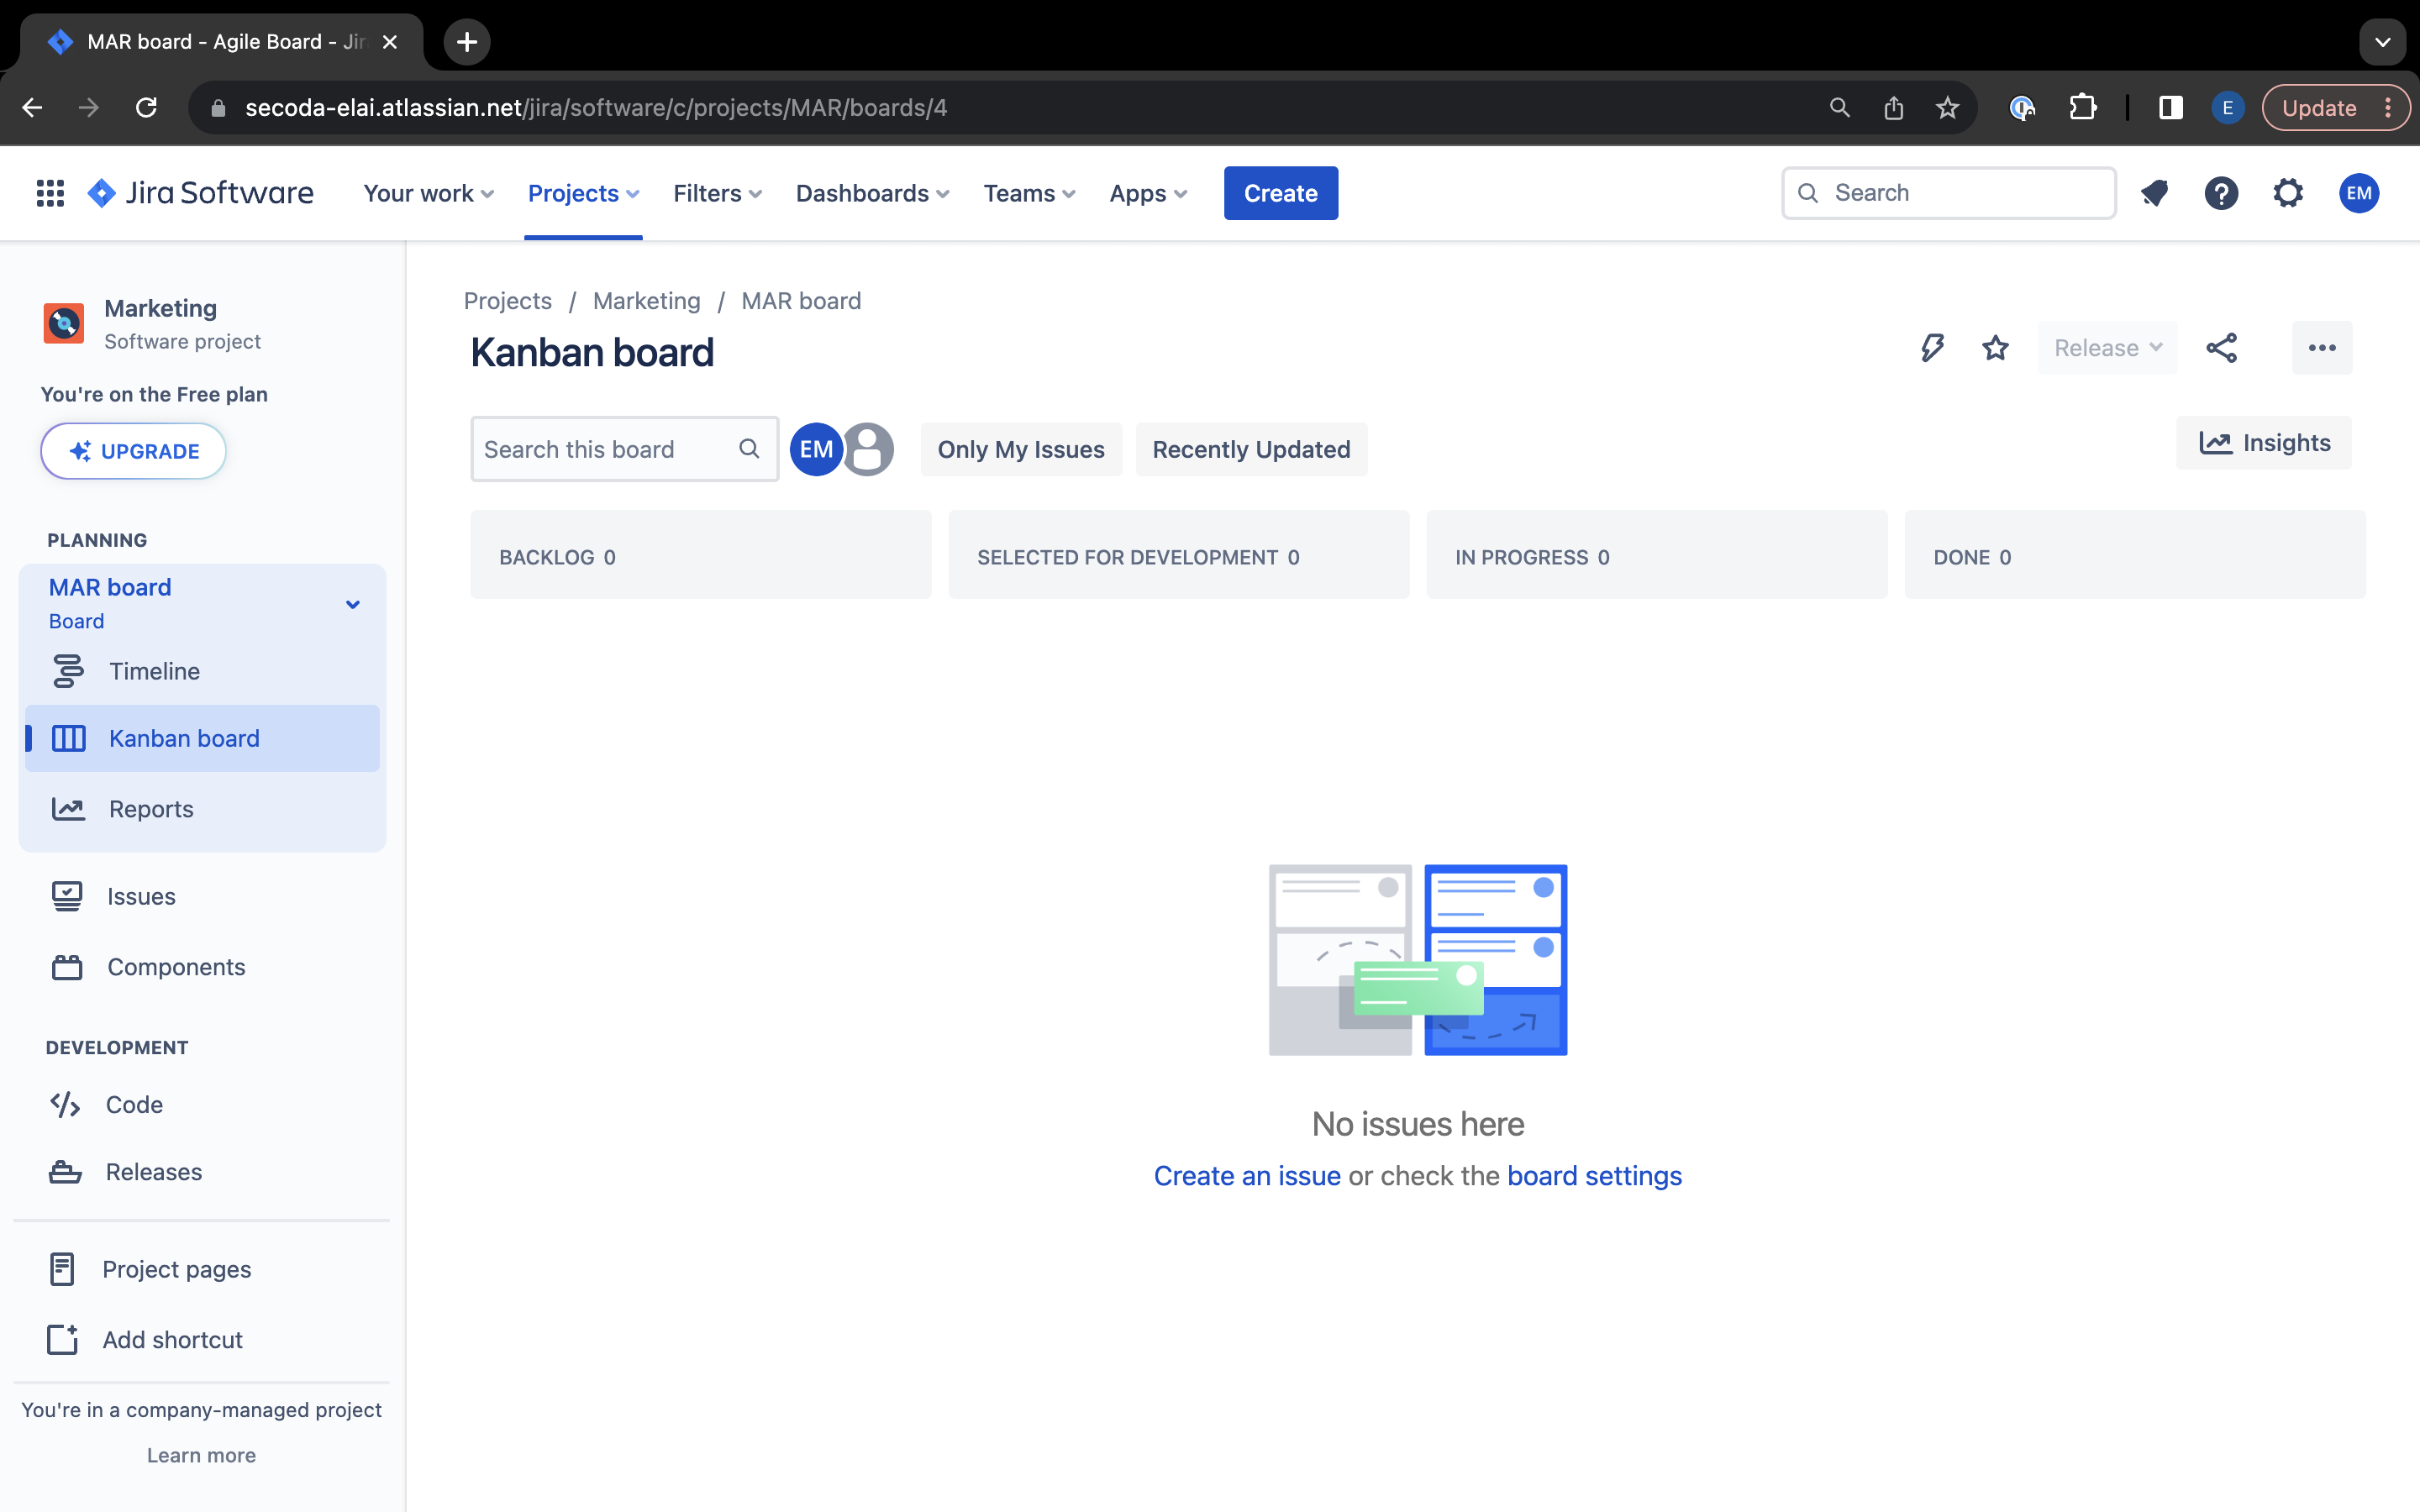 MAR board - Agile Board - Jir
secoda-elai.atlassian.net/jira/software/c/projects/MAR/boards/4
E
Update
Jira Software
Your work
Projects
Filters
Dashboards
Teams
Apps
Create
Search
EM
Marketing
Software project
You're on the Free plan
UPGRADE
PLANNING
MAR board
Board
Timeline
Kanban board
Reports
Issues
Components
DEVELOPMENT
Code
Releases
Project pages
Add shortcut
You're in a company-managed project
Learn more
Projects / Marketing / MAR board
Kanban board
Release
Search this board
EM
Only My Issues
Recently Updated
Insights
BACKLOG 0
SELECTED FOR DEVELOPMENT 0
IN PROGRESS 0
DONE 0
No issues here
Create an issue or check the board settings